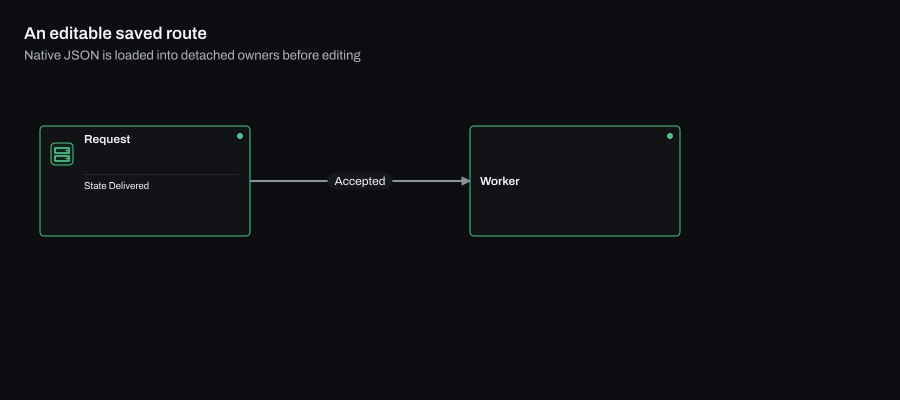 An editable saved route
Native JSON is loaded into detached owners before editing
Request
State Delivered
Accepted
Worker